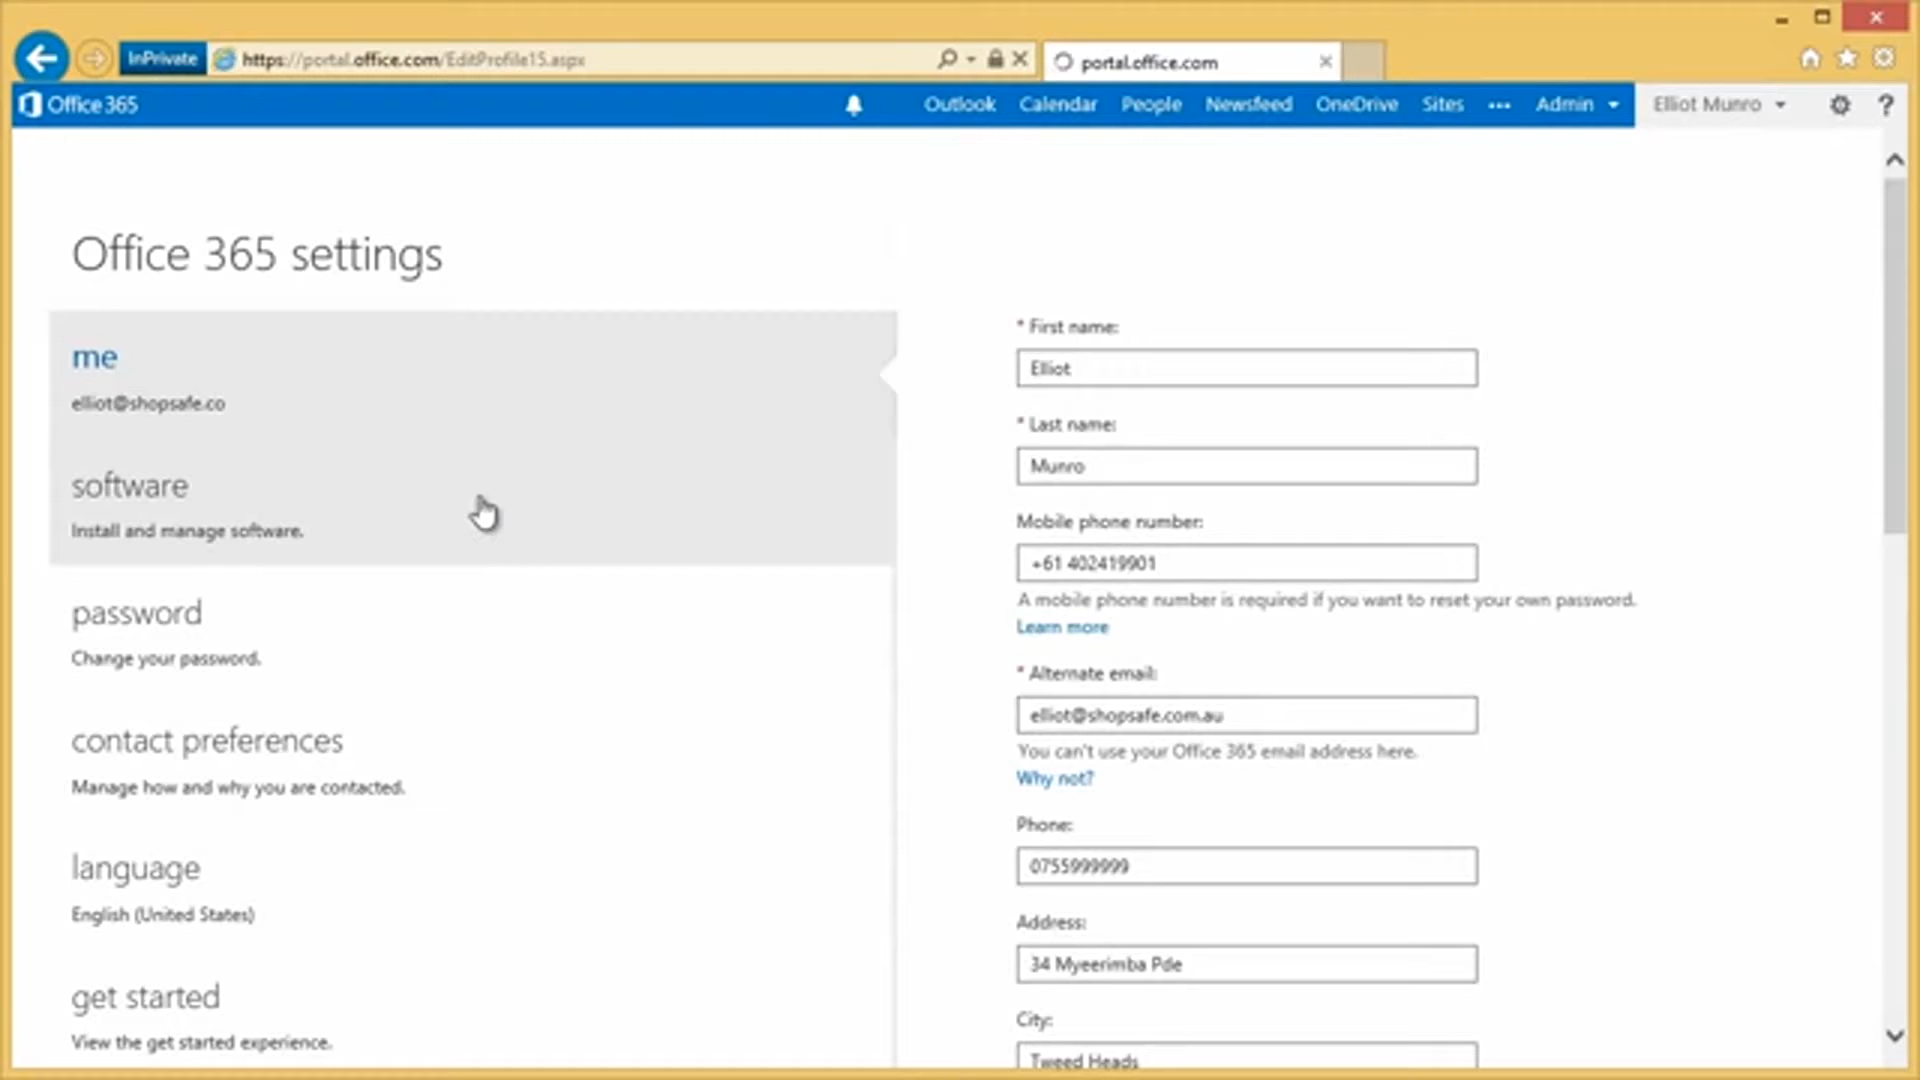 InPrivate
https://portal.office.com/EditProfile15.aspx
portal.office.com
Office 365
Outlook
Calendar
People
Newsfeed
OneDrive
Sites
...
Admin
Elliot Munro
?
Office 365 settings
me
elliot@shopsafe.co
software
Install and manage software.
password
Change your password.
contact preferences
Manage how and why you are contacted.
language
English (United States)
get started
View the get started experience.
* First name:
Elliot
* Last name:
Munro
Mobile phone number:
+61 402419901
A mobile phone number is required if you want to reset your own password.
Learn more
* Alternate email:
elliot@shopsafe.com.au
You can't use your Office 365 email address here.
Why not?
Phone:
0755999999
Address:
34 Myeerimba Pde
City:
Tweed Heads